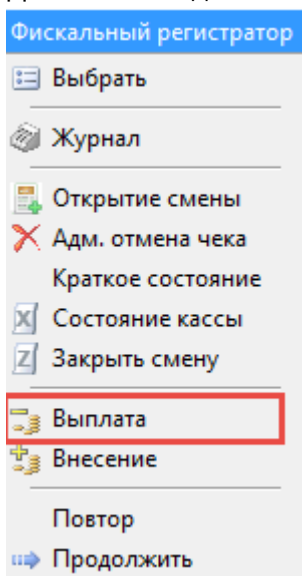 Фискальный регистратор
Выбрать
Журнал
Открытие смены
Адм. отмена чека
Краткое состояние
Состояние кассы
Закрыть смену
Выплата
Внесение
Повтор
Продолжить